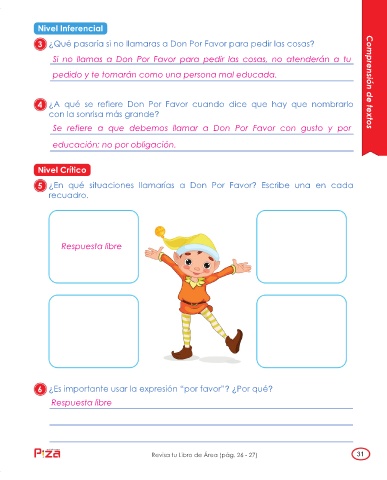 Nivel Inferencial
3 ¿Qué pasaría si no llamaras a Don Por Favor para pedir las cosas?
Si no llamas a Don Por Favor para pedir las cosas, no atenderán a tu
pedido y te tomarán como una persona mal educada.
4 ¿A qué se refiere Don Por Favor cuando dice que hay que nombrarlo
con la sonrisa más grande?
Se refiere a que debemos llamar a Don Por Favor con gusto y por
educación; no por obligación.
Nivel Crítico
5 ¿En qué situaciones llamarías a Don Por Favor? Escribe una en cada
recuadro.
Respuesta libre
6 ¿Es importante usar la expresión “por favor”? ¿Por qué?
Respuesta libre
Comprensión de textos
Piza
Revisa tu Libro de Área (pág. 26 - 27)
31